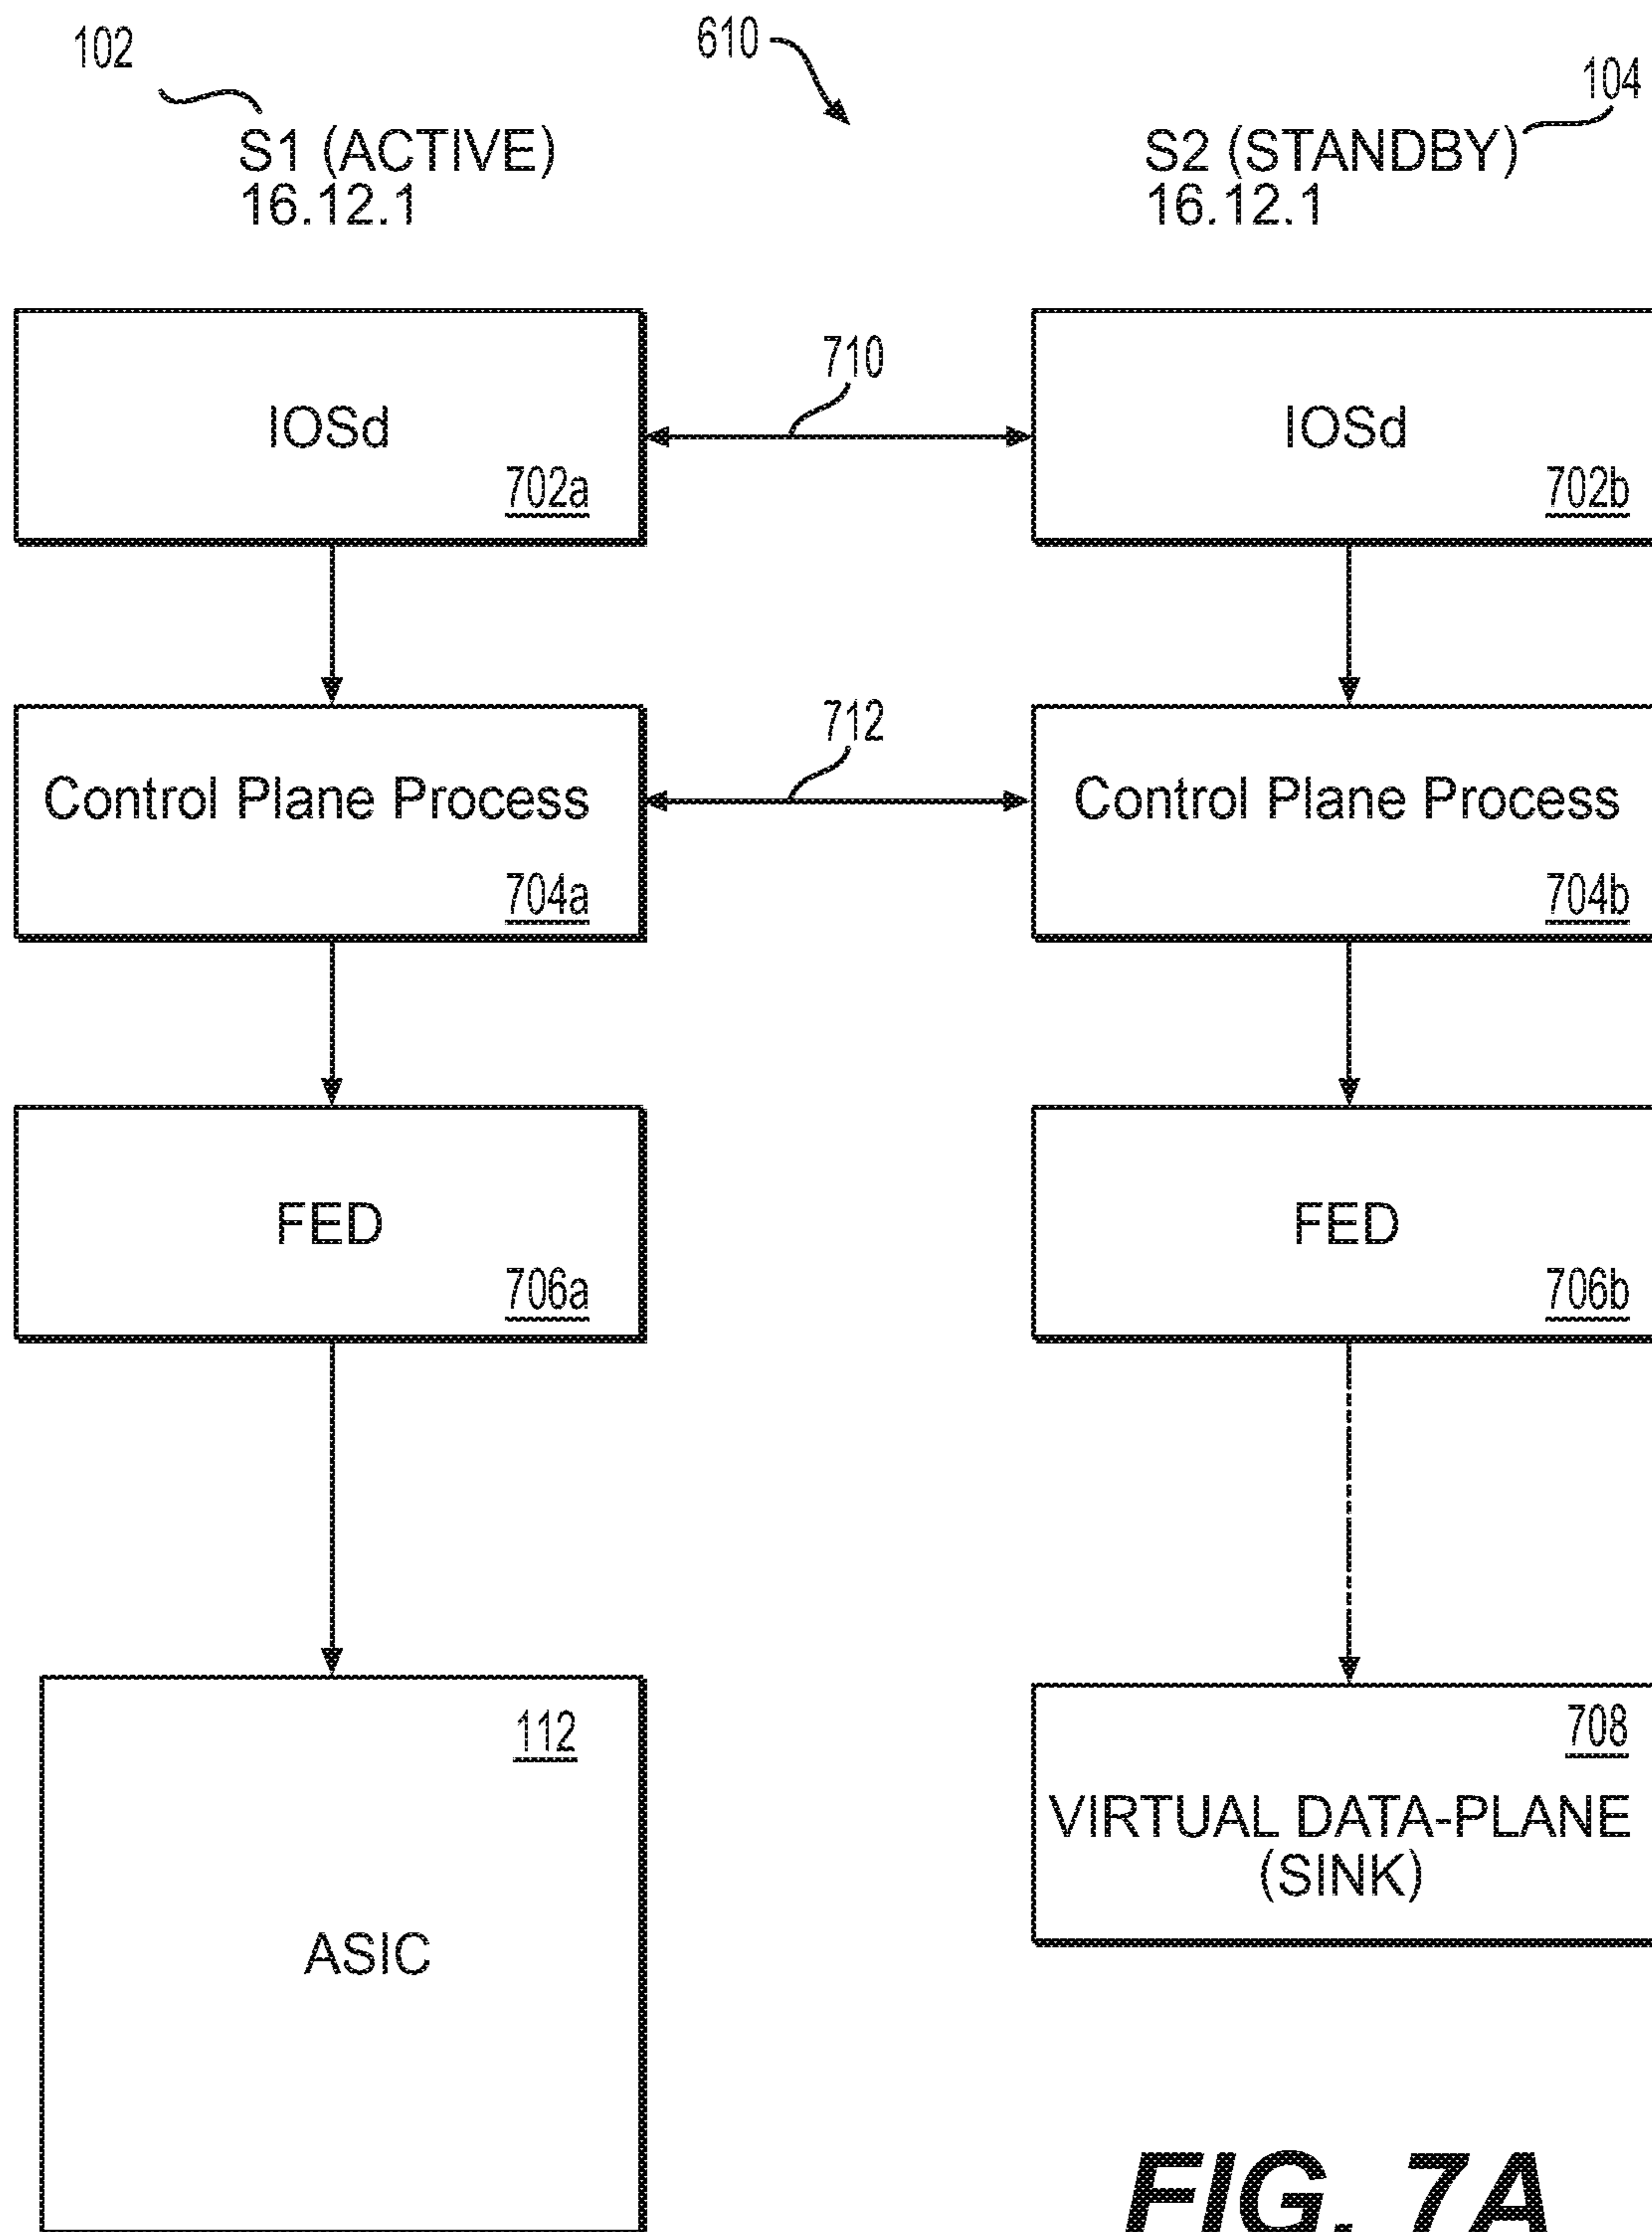 102
610
104
S1 (ACTIVE)
16.12.1
S2 (STANDBY)
16.12.1
710
IOSd
702a
IOSd
702b
712
Control Plane Process
704a
Control Plane Process
704b
FED
706a
FED
706b
112
ASIC
708
VIRTUAL DATA-PLANE
(SINK)
FIG. 7A